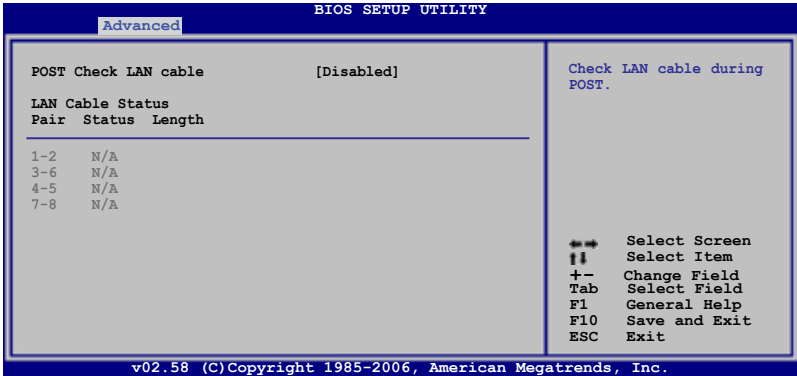 BIOS SETUP UTILITY
Advanced
POST Check LAN cable [Disabled]
LAN Cable Status
Pair Status Length
1-2 N/A
3-6 N/A
4-5 N/A
7-8 N/A
Check LAN cable during
POST.
Select Screen
Select Item
+- Change Field
Tab Select Field
F1 General Help
F10 Save and Exit
ESC Exit
v02.58 (C)Copyright 1985-2006, American Megatrends, Inc.